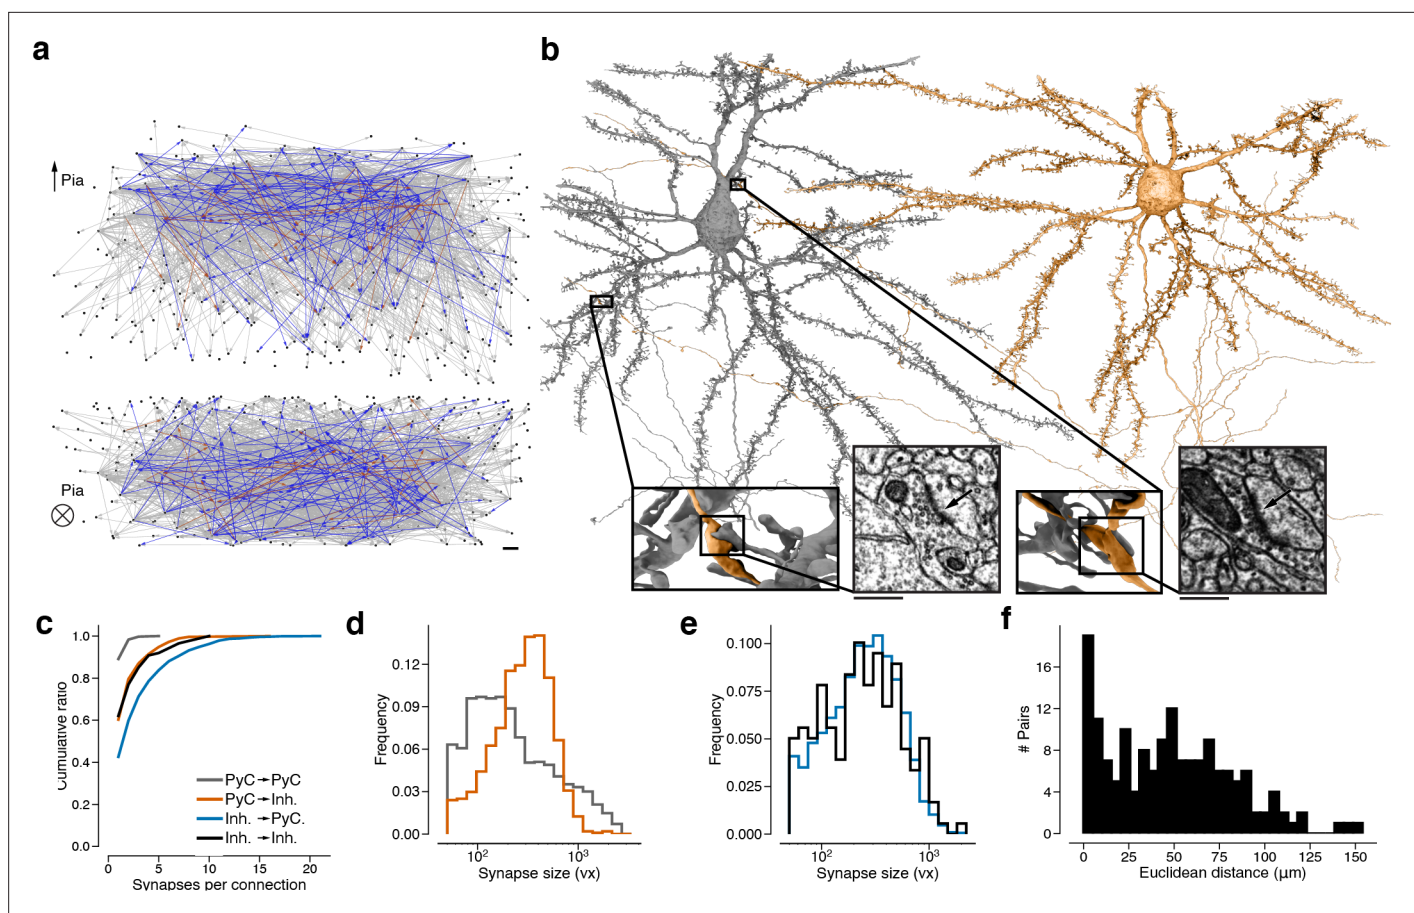 a
Pia
Pia
b
c
Cumulative ratio
1.0
0.8
0.6
0.4
0.2
0.0
PyC→PyC
PyC→Inh.
Inh. →PyC.
Inh. →Inh.
0 5 10 15 20
Synapses per connection
d
Frequency
0.12
0.09
0.06
0.03
0.00
10² 10³
Synapse size (vx)
e
Frequency
0.100
0.075
0.050
0.025
0.000
10² 10³
Synapse size (vx)
f
# Pairs
16
12
8
4
0
0 25 50 75 100 125 150
Euclidean distance (µm)